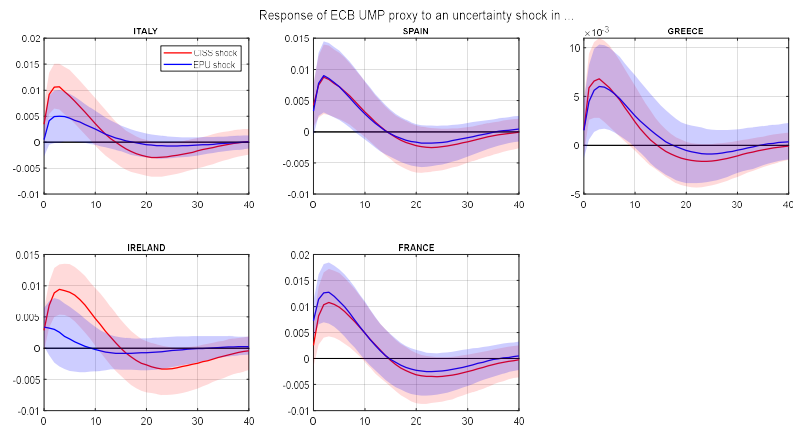 Response of ECB UMP proxy to an uncertainty shock in ...
ITALY
0.02
0.015
0.01
0.005
0
-0.005
-0.01
0 10 20 30 40
CISS shock
EPU shock
SPAIN
0.015
0.01
0.005
0
-0.005
-0.01
0 10 20 30 40
GREECE
×10⁻³
10
5
0
-5
0 10 20 30 40
IRELAND
0.015
0.01
0.005
0
-0.005
-0.01
0 10 20 30 40
FRANCE
0.02
0.015
0.01
0.005
0
-0.005
-0.01
0 10 20 30 40